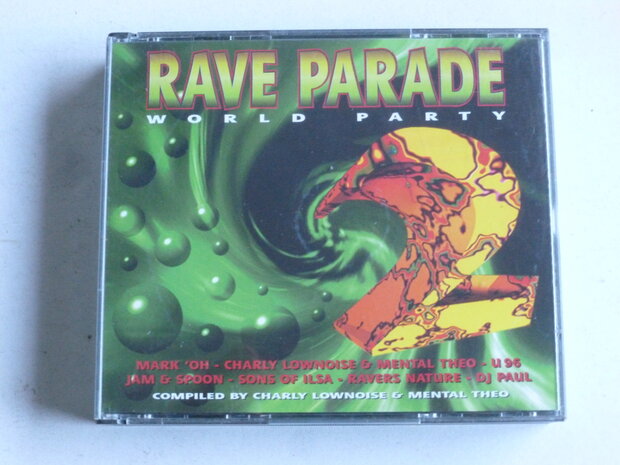 RAVE PARADE
WORLD PARTY
2
MARK 'OH - CHARLY LOWNOISE & MENTAL THEO - U 96
JAM & SPOON - SONS OF ILSA - RAVERS NATURE - DJ PAUL
COMPILED BY CHARLY LOWNOISE & MENTAL THEO